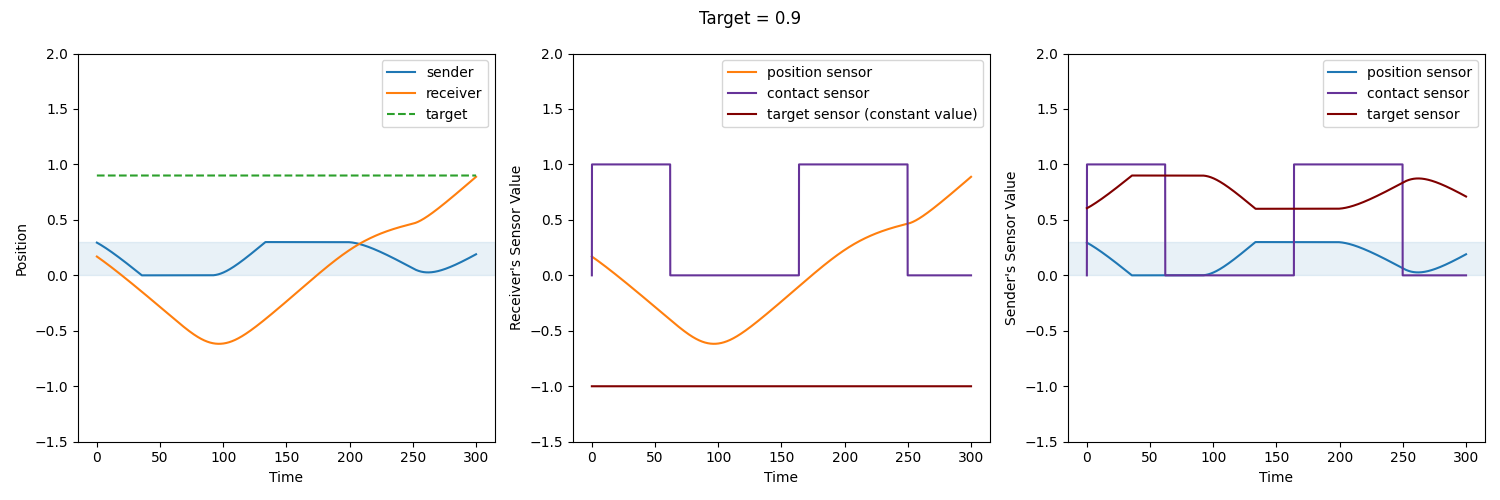 Target = 0.9
2.0
1.5
1.0
0.5
0.0
−0.5
−1.0
−1.5
Position
0 50 100 150 200 250 300
Time
sender
receiver
target
2.0
1.5
1.0
0.5
0.0
−0.5
−1.0
−1.5
Receiver's Sensor Value
0 50 100 150 200 250 300
Time
position sensor
contact sensor
target sensor (constant value)
2.0
1.5
1.0
0.5
0.0
−0.5
−1.0
−1.5
Sender's Sensor Value
0 50 100 150 200 250 300
Time
position sensor
contact sensor
target sensor